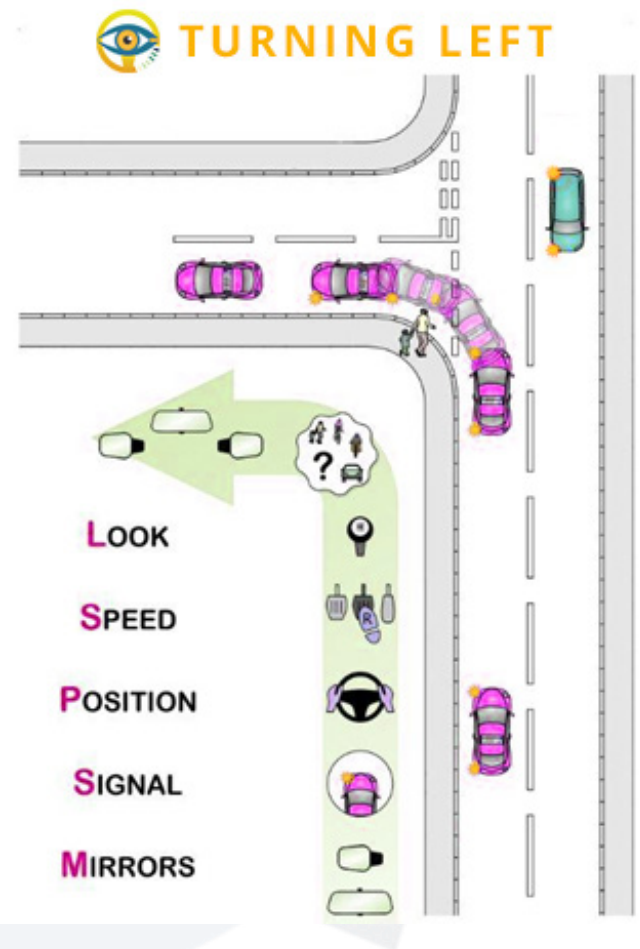 TURNING LEFT
?
LOOK
SPEED
R
POSITION
SIGNAL
MIRRORS